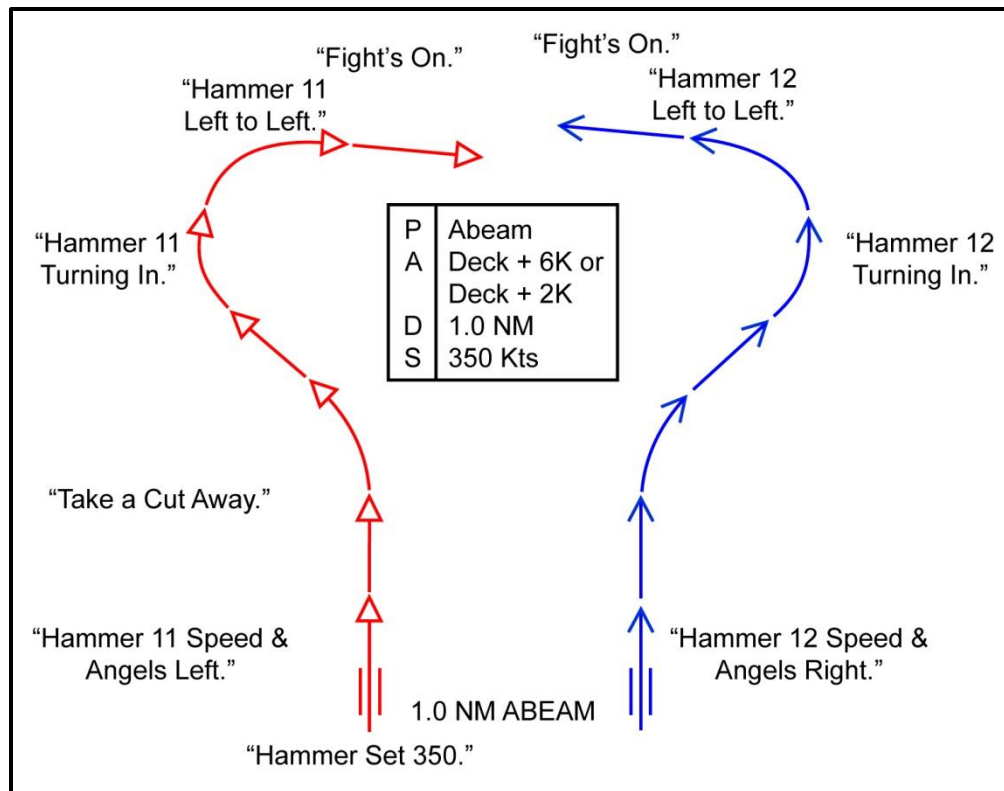 “Fight’s On.”
“Fight’s On.”
“Hammer 11
Left to Left.”
“Hammer 12
Left to Left.”
“Hammer 11
Turning In.”
P Abeam
A Deck + 6K or
Deck + 2K
D 1.0 NM
S 350 Kts
“Hammer 12
Turning In.”
“Take a Cut Away.”
“Hammer 11 Speed &
Angels Left.”
“Hammer 12 Speed &
Angels Right.”
1.0 NM ABEAM
“Hammer Set 350.”